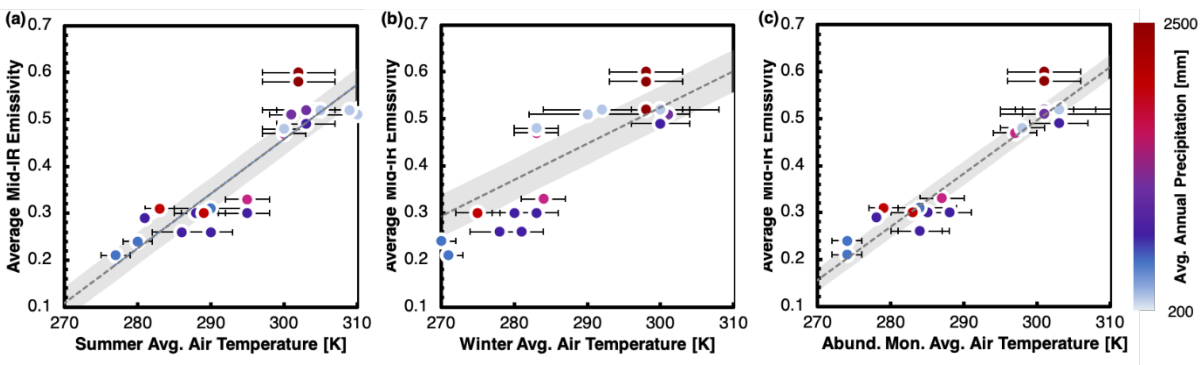 (a)
0.7
0.6
0.5
0.4
0.3
0.2
0.1
Average Mid-IR Emissivity
270 280 290 300 310
Summer Avg. Air Temperature [K]
(b)
0.7
0.6
0.5
0.4
0.3
0.2
0.1
Average Mid-IR Emissivity
270 280 290 300 310
Winter Avg. Air Temperature [K]
(c)
0.7
0.6
0.5
0.4
0.3
0.2
0.1
Average Mid-IR Emissivity
270 280 290 300 310
Abund. Mon. Avg. Air Temperature [K]
2500
200
Avg. Annual Precipitation [mm]